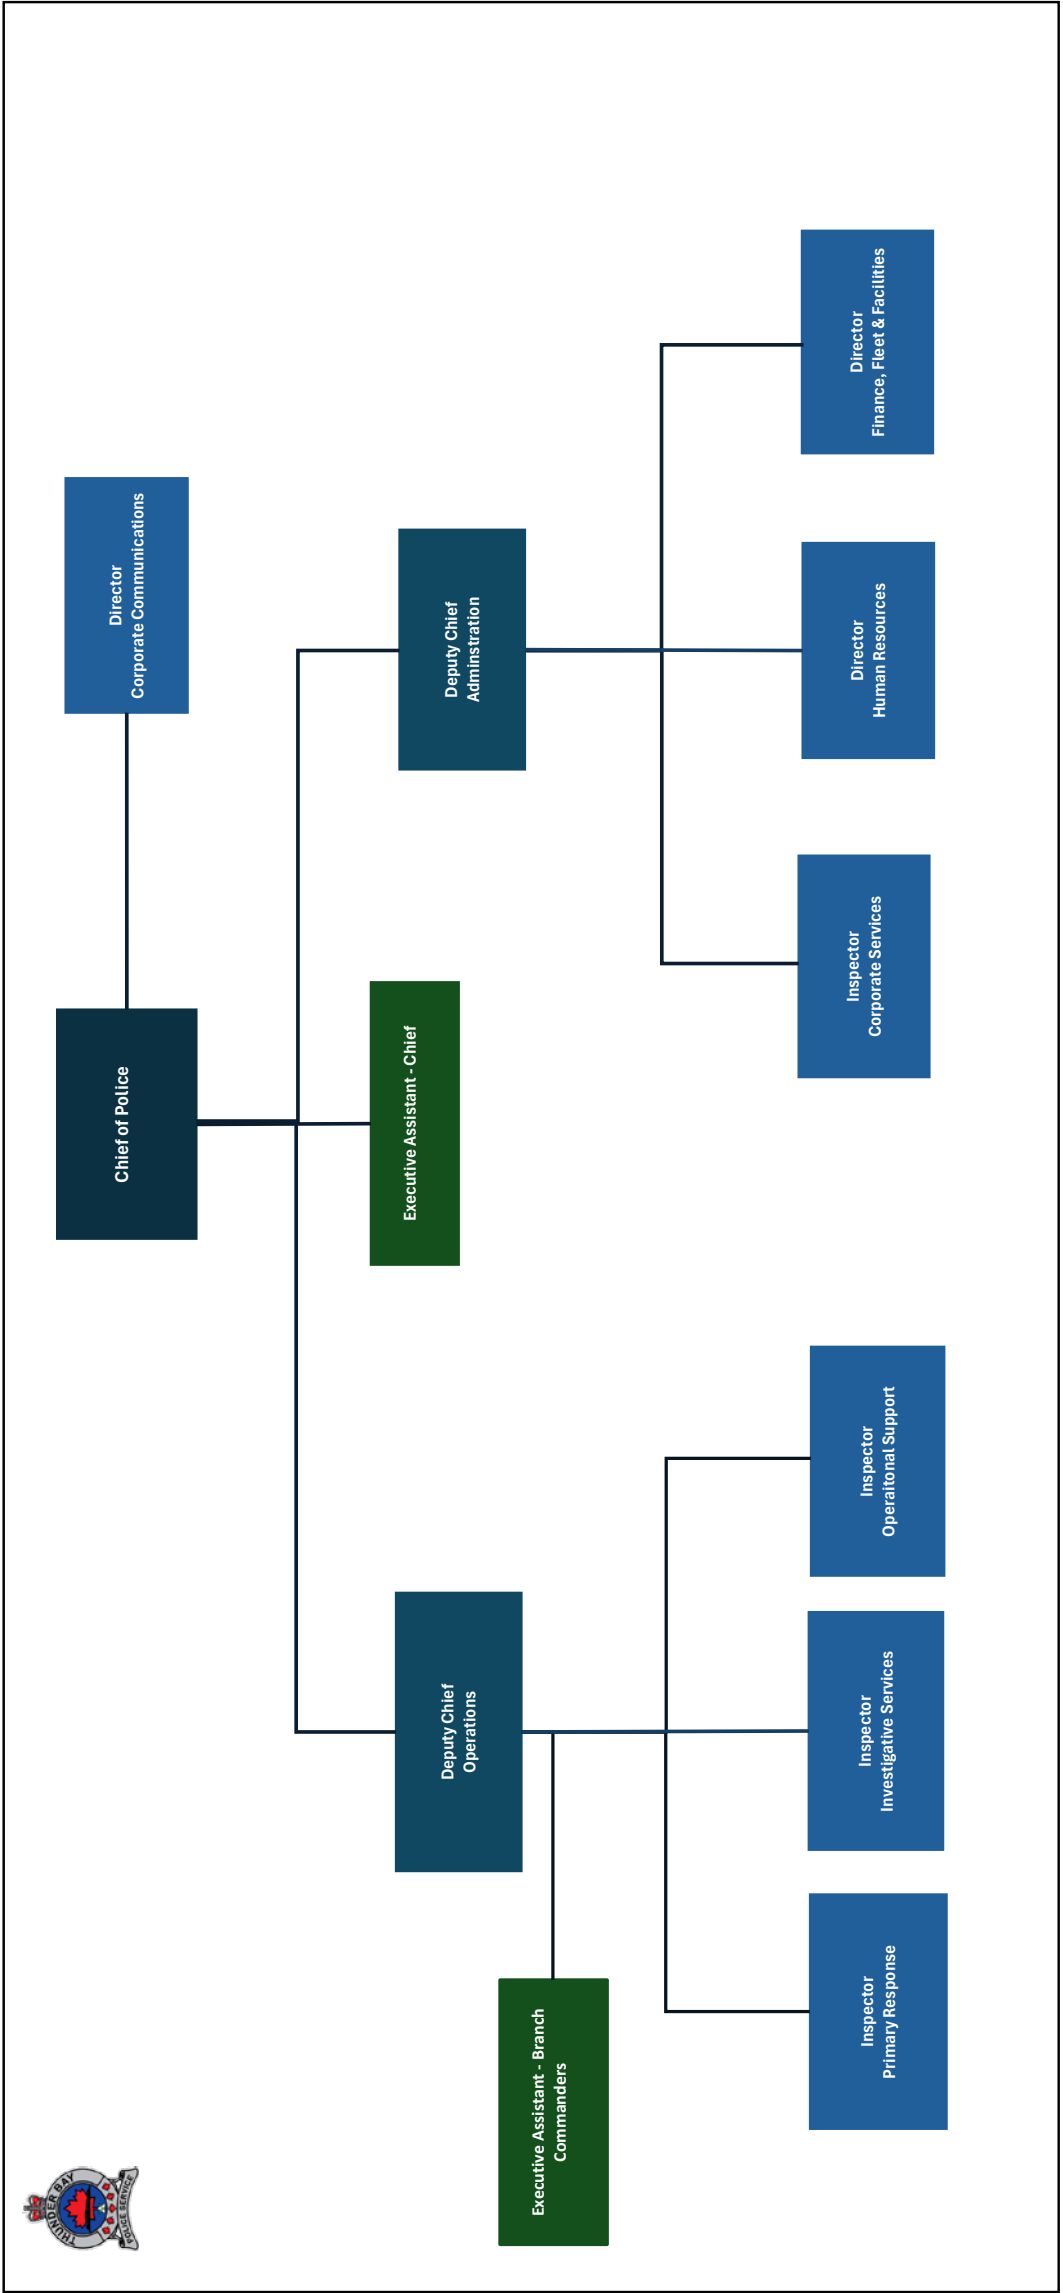 THUNDER BAY
POLICE SERVICE
Chief of Police
Director
Corporate Communications
Executive Assistant - Chief
Deputy Chief
Operations
Deputy Chief
Adminstration
Executive Assistant - Branch
Commanders
Inspector
Primary Response
Inspector
Investigative Services
Inspector
Operaitonal Support
Inspector
Corporate Services
Director
Human Resources
Director
Finance, Fleet & Facilities